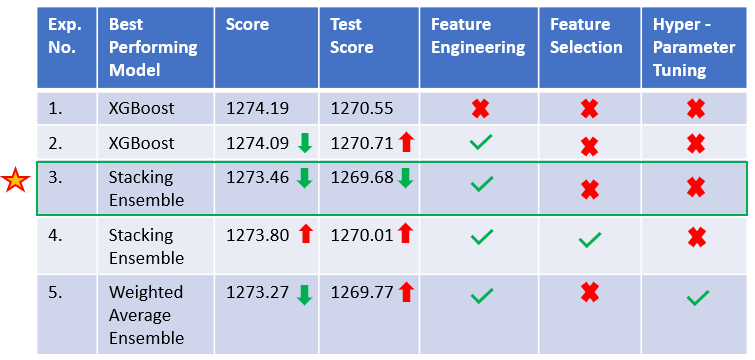 Exp. No. Best Performing Model Score Test Score Feature Engineering Feature Selection Hyper - Parameter Tuning
1. XGBoost 1274.19 1270.55
2. XGBoost 1274.09 1270.71
3. Stacking Ensemble 1273.46 1269.68
4. Stacking Ensemble 1273.80 1270.01
5. Weighted Average Ensemble 1273.27 1269.77